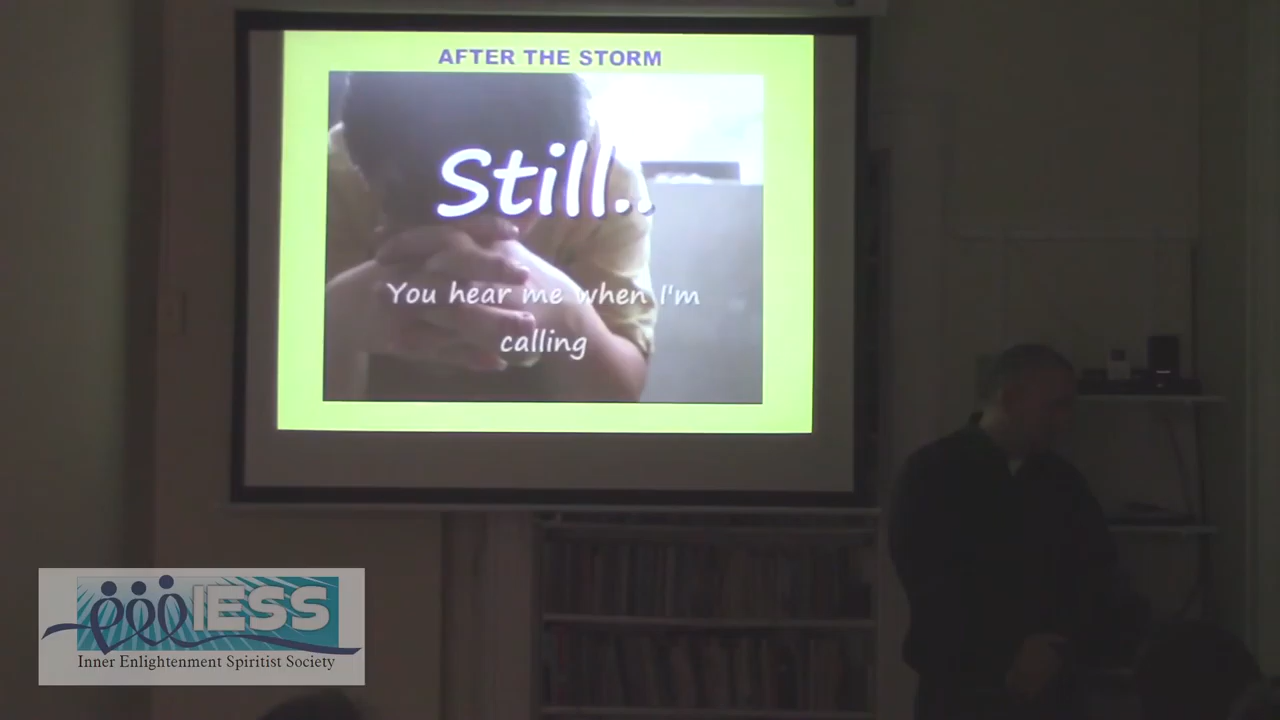 AFTER THE STORM
Still..
You hear me when I'm
calling
IESS
Inner Enlightenment Spiritist Society